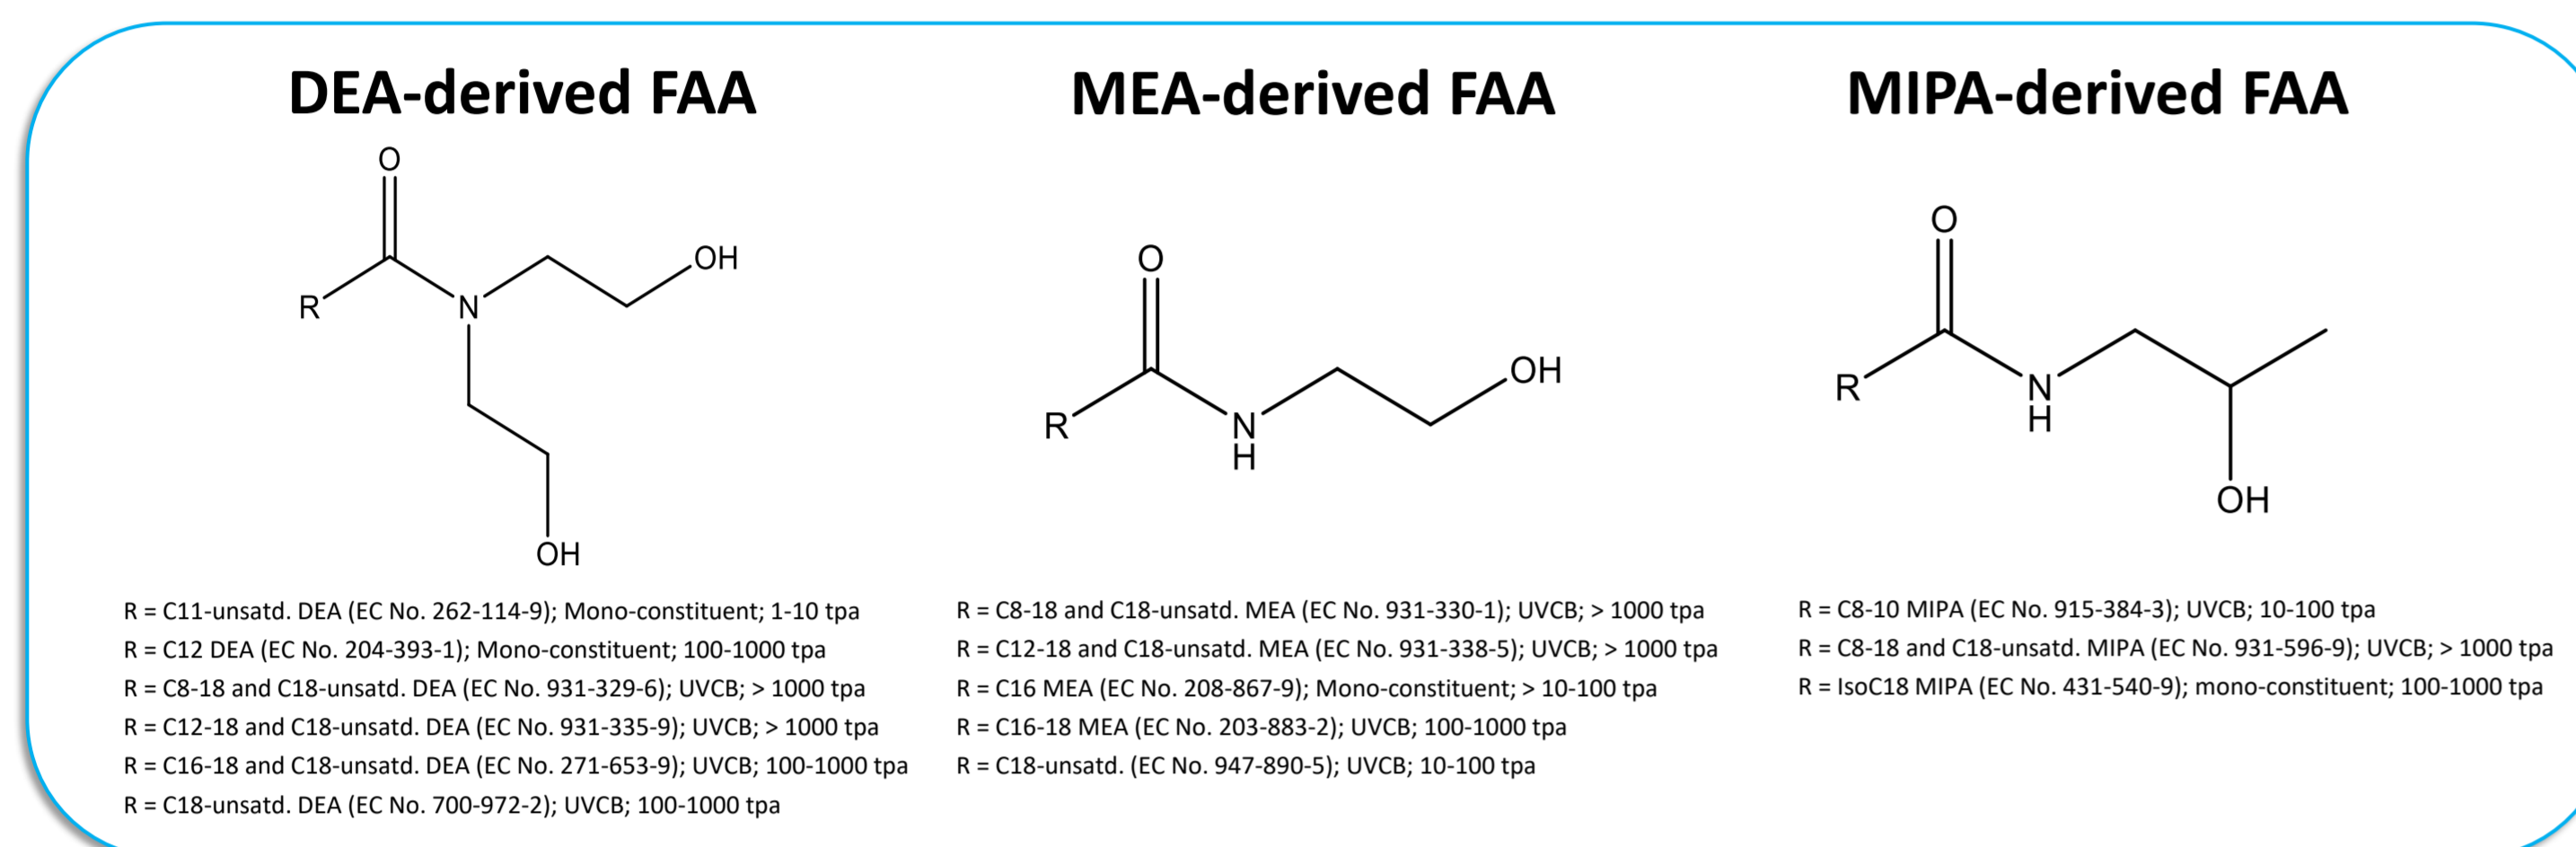 DEA-derived FAA
O
OH
R
N
OH
R = C11-unsatd. DEA (EC No. 262-114-9); Mono-constituent; 1-10 tpa
R = C12 DEA (EC No. 204-393-1); Mono-constituent; 100-1000 tpa
R = C8-18 and C18-unsatd. DEA (EC No. 931-329-6); UVCB; > 1000 tpa
R = C12-18 and C18-unsatd. DEA (EC No. 931-335-9); UVCB; > 1000 tpa
R = C16-18 and C18-unsatd. DEA (EC No. 271-653-9); UVCB; 100-1000 tpa
R = C18-unsatd. DEA (EC No. 700-972-2); UVCB; 100-1000 tpa
MEA-derived FAA
O
OH
R
N
H
R = C8-18 and C18-unsatd. MEA (EC No. 931-330-1); UVCB; > 1000 tpa
R = C12-18 and C18-unsatd. MEA (EC No. 931-338-5); UVCB; > 1000 tpa
R = C16 MEA (EC No. 208-867-9); Mono-constituent; > 10-100 tpa
R = C16-18 MEA (EC No. 203-883-2); UVCB; 100-1000 tpa
R = C18-unsatd. (EC No. 947-890-5); UVCB; 10-100 tpa
MIPA-derived FAA
O
R
N
H
OH
R = C8-10 MIPA (EC No. 915-384-3); UVCB; 10-100 tpa
R = C8-18 and C18-unsatd. MIPA (EC No. 931-596-9); UVCB; > 1000 tpa
R = IsoC18 MIPA (EC No. 431-540-9); mono-constituent; 100-1000 tpa